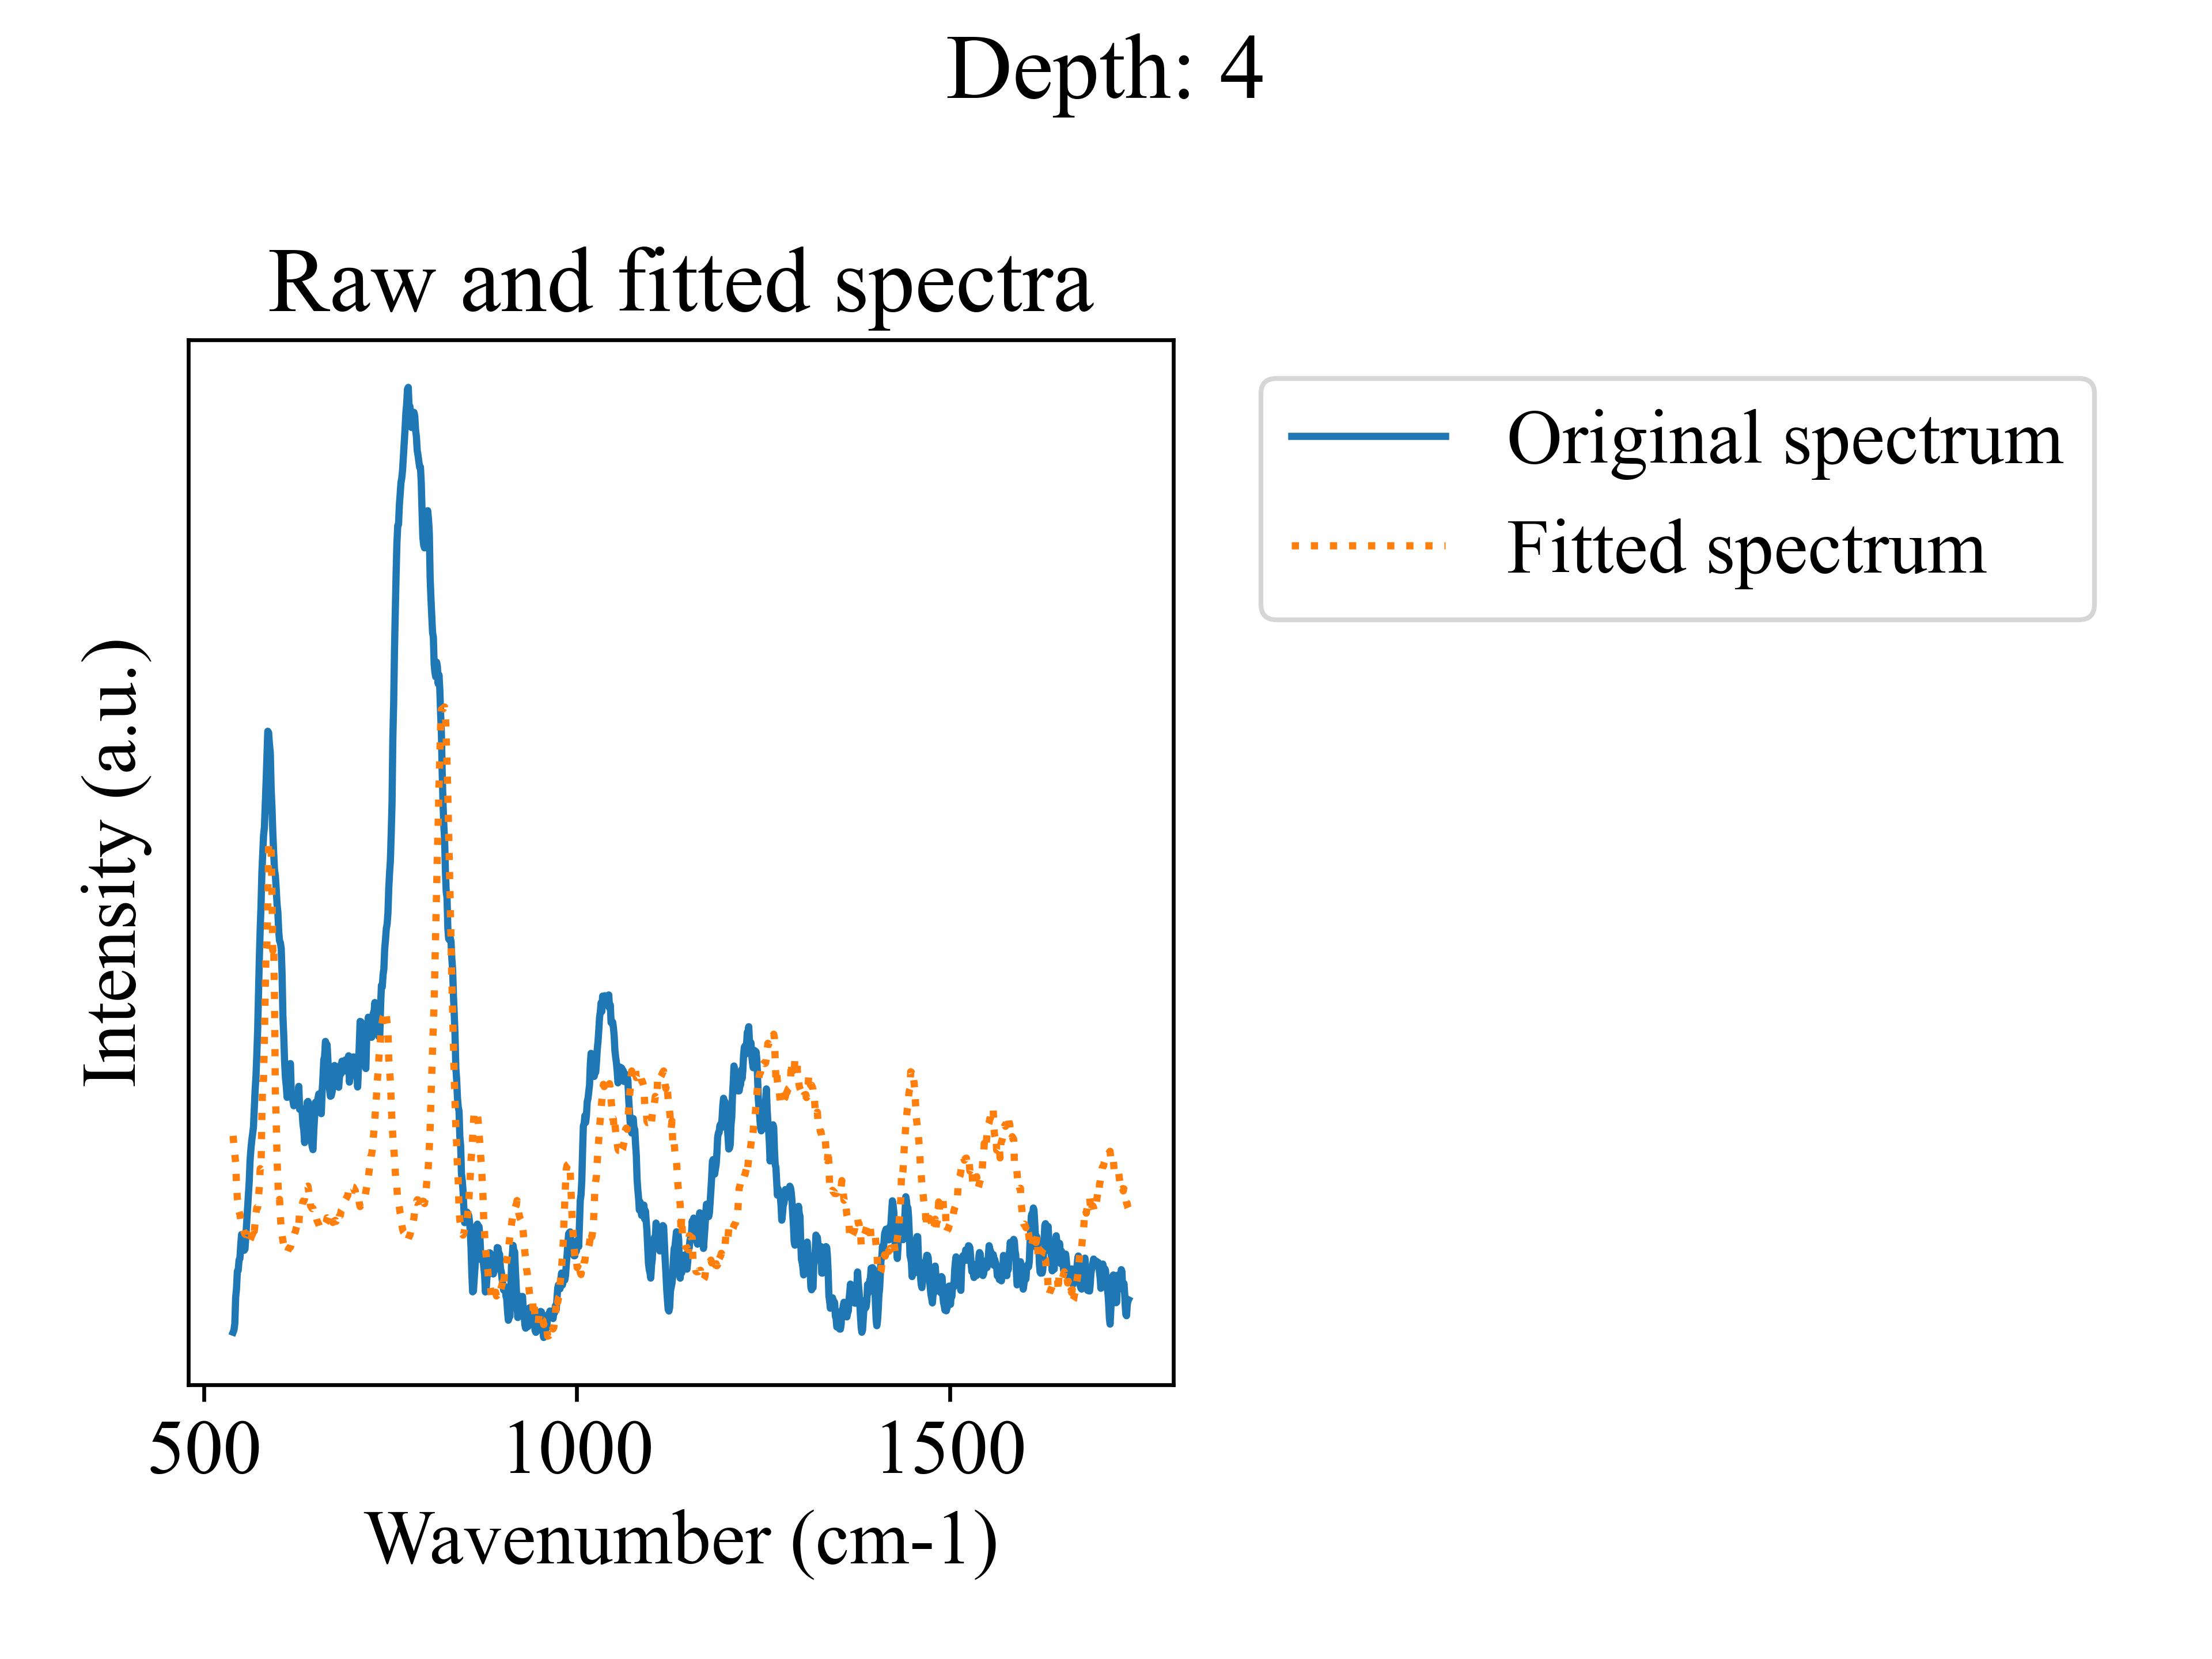 Depth: 4
Raw and fitted spectra
Original spectrum
Fitted spectrum
Intensity (a.u.)
500 1000 1500
Wavenumber (cm-1)